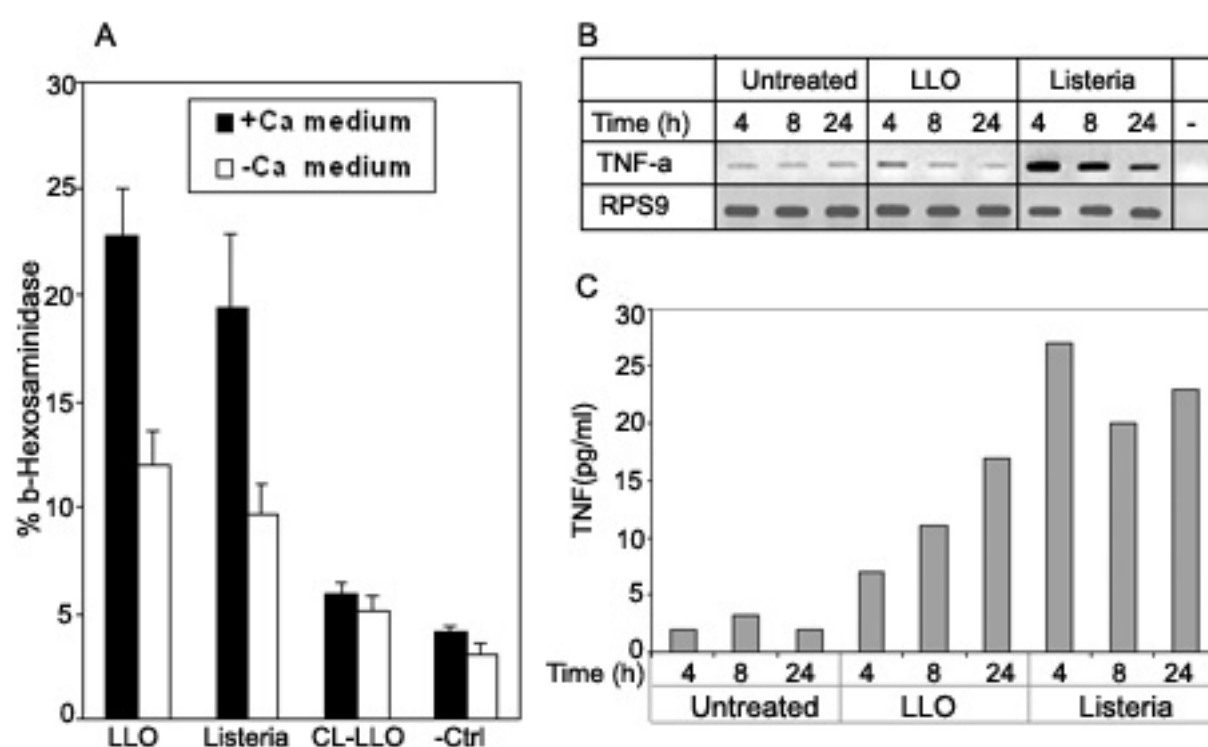 A
30
25
20
15
10
5
0
% b-Hexosaminidase
+Ca medium
-Ca medium
LLO Listeria CL-LLO -Ctrl
B
Untreated LLO Listeria
Time (h) 4 8 24 4 8 24 4 8 24 -
TNF-a
RPS9
C
30
25
20
15
10
5
0
TNF(pg/ml)
Time (h) 4 8 24 4 8 24 4 8 24
Untreated LLO Listeria